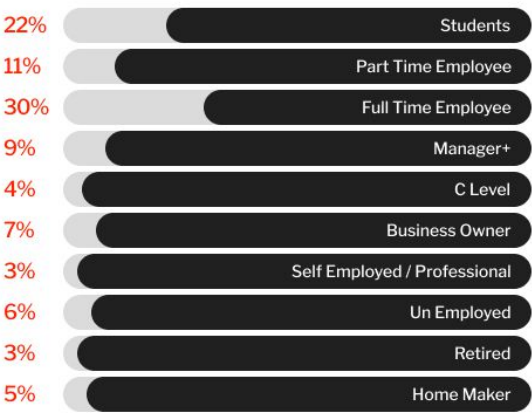 22% Students
11% Part Time Employee
30% Full Time Employee
9% Manager+
4% C Level
7% Business Owner
3% Self Employed / Professional
6% Un Employed
3% Retired
5% Home Maker